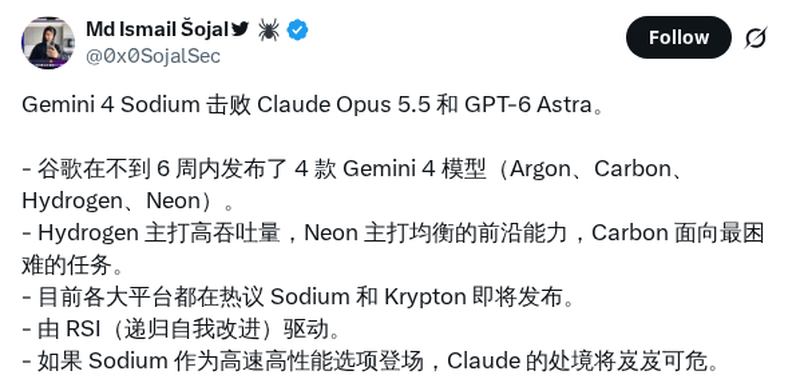 Md Ismail Šojal
@0x0SojalSec
Follow
Gemini 4 Sodium 击败 Claude Opus 5.5 和 GPT-6 Astra。
- 谷歌在不到 6 周内发布了 4 款 Gemini 4 模型（Argon、Carbon、
Hydrogen、Neon）。
- Hydrogen 主打高吞吐量，Neon 主打均衡的前沿能力，Carbon 面向最困
难的任务。
- 目前各大平台都在热议 Sodium 和 Krypton 即将发布。
- 由 RSI（递归自我改进）驱动。
- 如果 Sodium 作为高速高性能选项登场，Claude 的处境将岌岌可危。